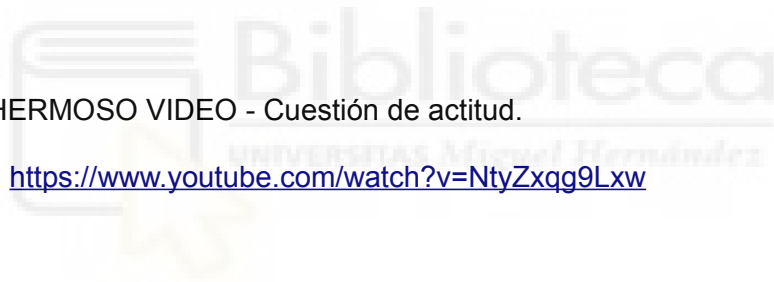 Biblioteca
HERMOSO VIDEO - Cuestión de actitud.
UNIVERSITAS Miguel Hernández
https://www.youtube.com/watch?v=NtyZxqg9Lxw